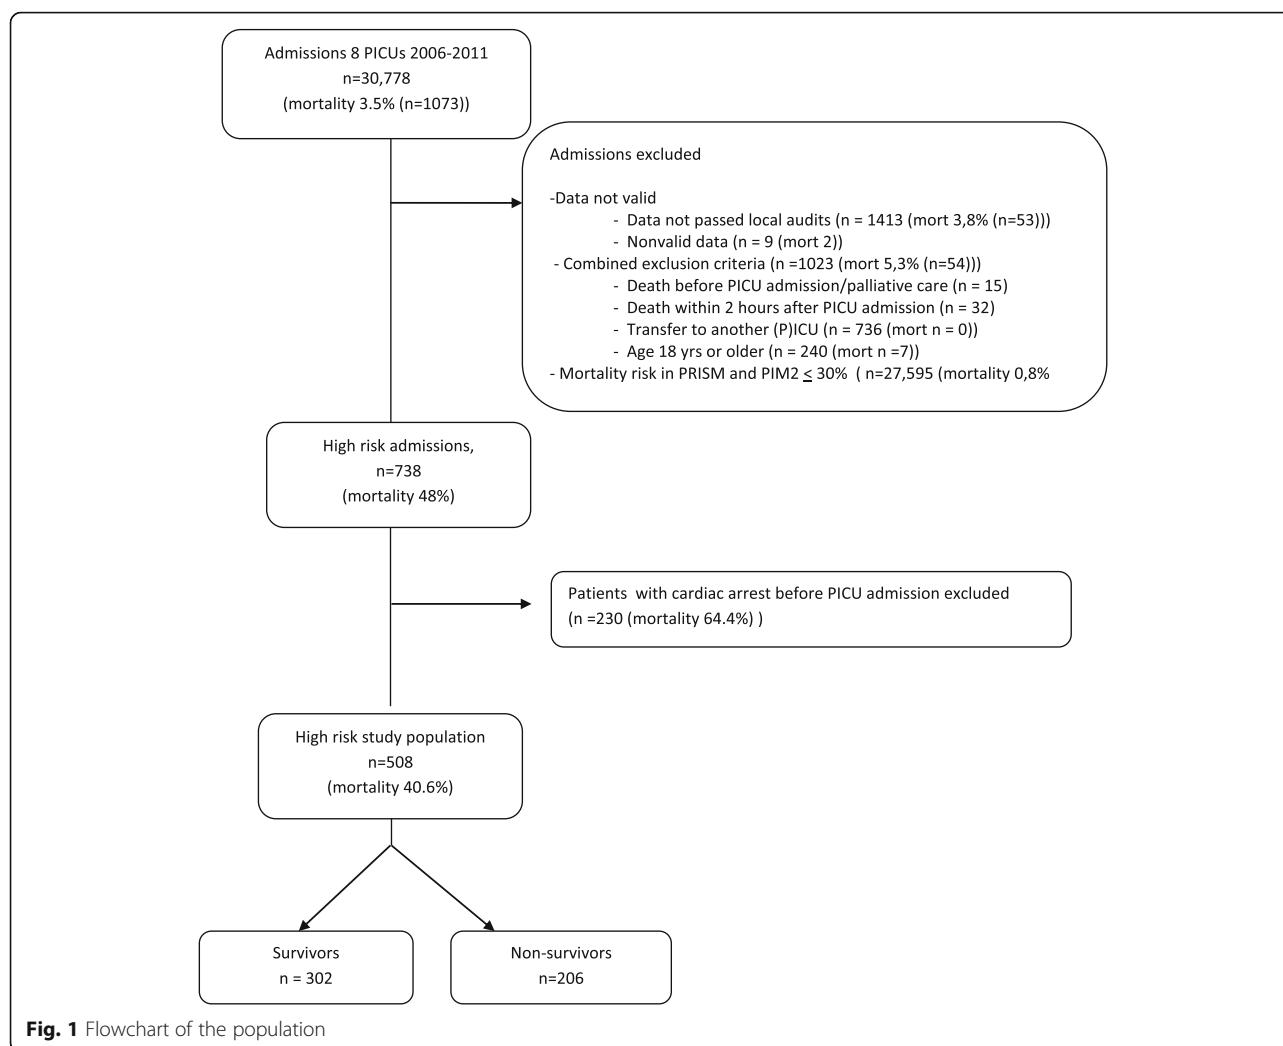 Admissions 8 PICUs 2006-2011
n=30,778
(mortality 3.5% (n=1073))
Admissions excluded
-Data not valid
- Data not passed local audits (n = 1413 (mort 3,8% (n=53)))
- Nonvalid data (n = 9 (mort 2))
- Combined exclusion criteria (n =1023 (mort 5,3% (n=54)))
- Death before PICU admission/palliative care (n = 15)
- Death within 2 hours after PICU admission (n = 32)
- Transfer to another (P)ICU (n = 736 (mort n = 0))
- Age 18 yrs or older (n = 240 (mort n =7))
- Mortality risk in PRISM and PIM2 ≤ 30% ( n=27,595 (mortality 0,8%
High risk admissions,
n=738
(mortality 48%)
Patients with cardiac arrest before PICU admission excluded
(n =230 (mortality 64.4%) )
High risk study population
n=508
(mortality 40.6%)
Survivors
n = 302
Non-survivors
n=206
Fig. 1 Flowchart of the population